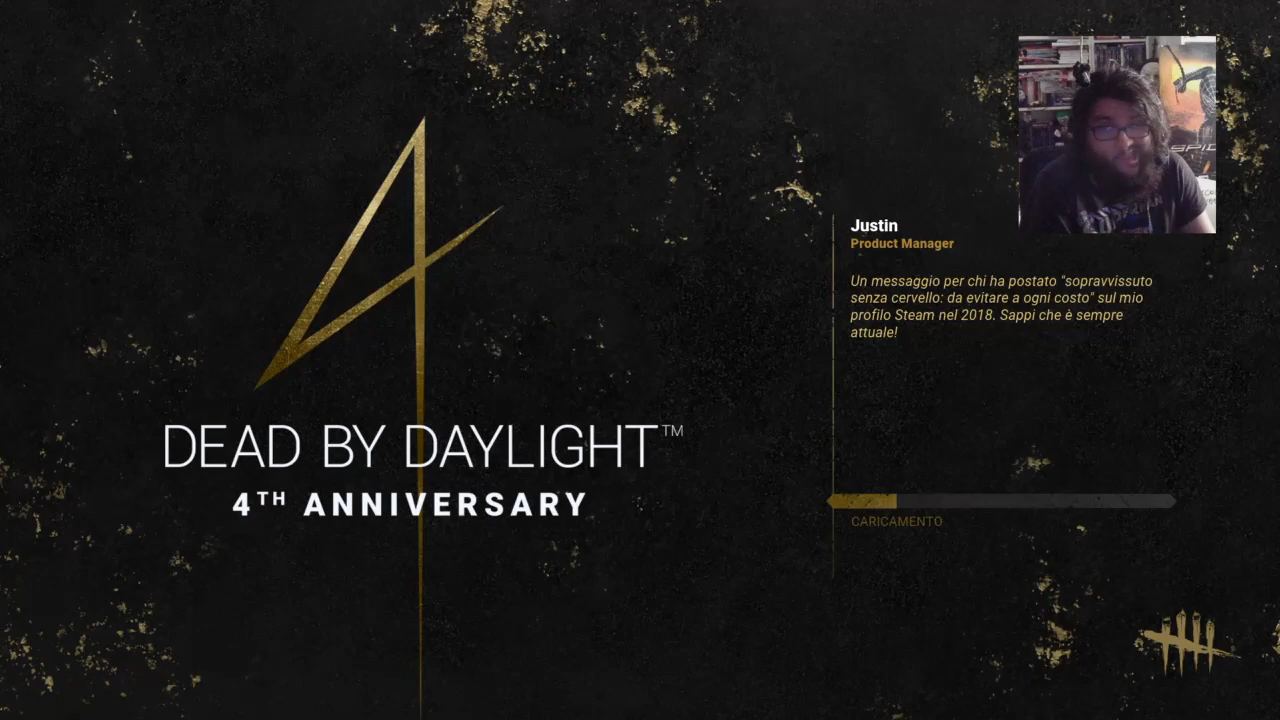 Justin
Product Manager
Un messaggio per chi ha postato "sopravvissuto
senza cervello: da evitare a ogni costo" sul mio
profilo Steam nel 2018. Sappi che è sempre
attuale!
DEAD BY DAYLIGHT™
4TH ANNIVERSARY
CARICAMENTO